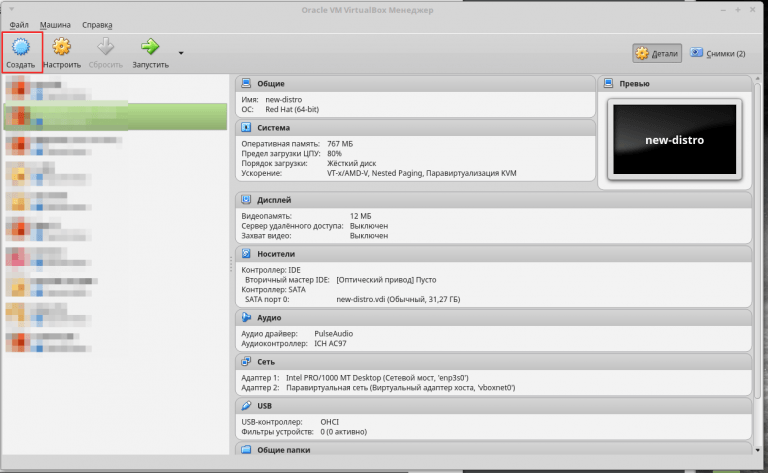 Oracle VM VirtualBox Менеджер
Файл Машина Справка
Создать Настроить Сбросить Запустить
Детали Снимки (2)
Общие
Имя: new-distro
ОС: Red Hat (64-bit)
Превью
new-distro
Система
Оперативная память: 767 МБ
Предел загрузки ЦПУ: 80%
Порядок загрузки: Жёсткий диск
Ускорение: VT-x/AMD-V, Nested Paging, Паравиртуализация KVM
Дисплей
Видеопамять: 12 МБ
Сервер удалённого доступа: Выключен
Захват видео: Выключен
Носители
Контроллер: IDE
Вторичный мастер IDE: [Оптический привод] Пусто
Контроллер: SATA
SATA порт 0: new-distro.vdi (Обычный, 31,27 ГБ)
Аудио
Аудио драйвер: PulseAudio
Аудиоконтроллер: ICH AC97
Сеть
Адаптер 1: Intel PRO/1000 MT Desktop (Сетевой мост, 'enp3s0')
Адаптер 2: Паравиртуальная сеть (Виртуальный адаптер хоста, 'vboxnet0')
USB
USB-контроллер: OHCI
Фильтры устройств: 0 (0 активно)
Общие папки